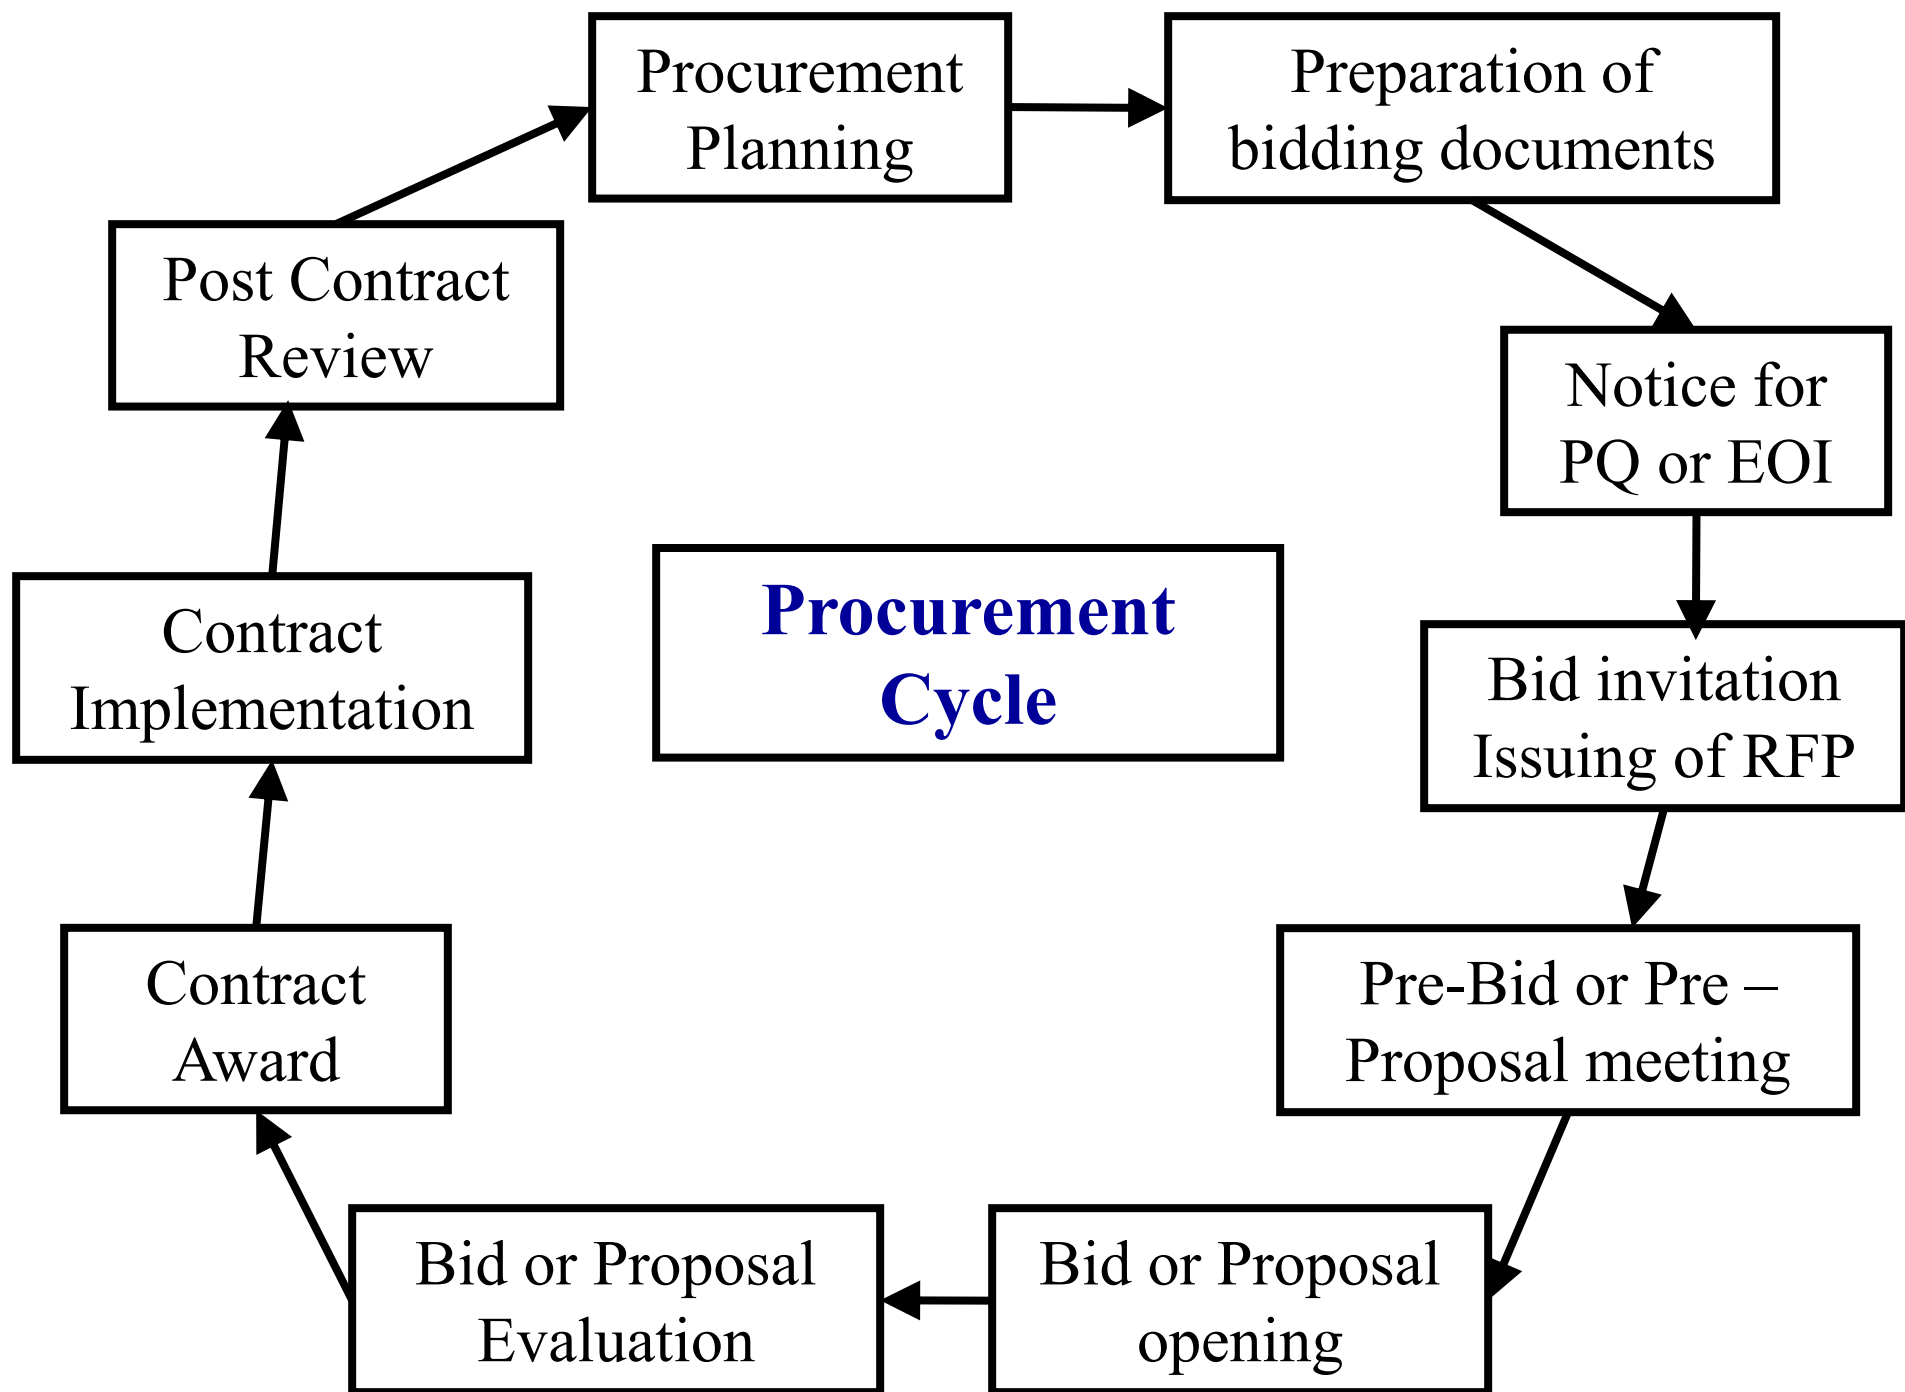 Procurement
Planning
Preparation of
bidding documents
Notice for
PQ or EOI
Bid invitation
Issuing of RFP
Pre-Bid or Pre –
Proposal meeting
Bid or Proposal
opening
Bid or Proposal
Evaluation
Contract
Award
Contract
Implementation
Post Contract
Review
Procurement
Cycle